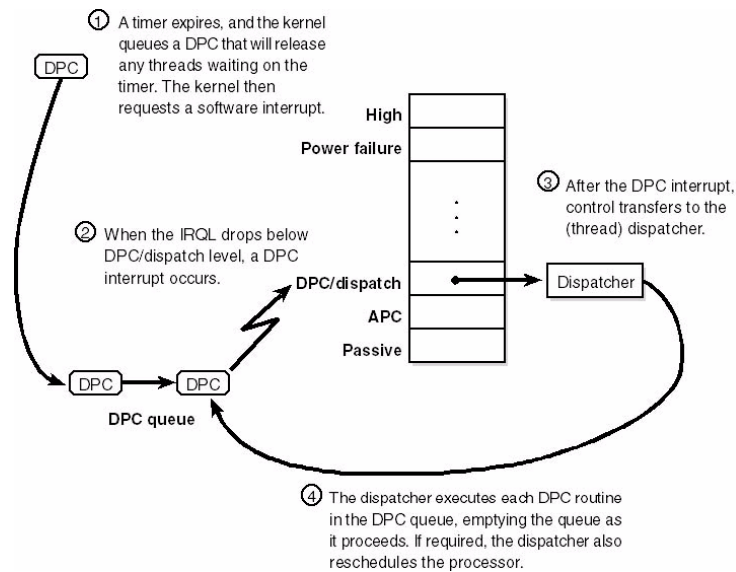 ① A timer expires, and the kernel
queues a DPC that will release
any threads waiting on the
timer. The kernel then
requests a software interrupt.
DPC
High
Power failure
③ After the DPC interrupt,
control transfers to the
(thread) dispatcher.
② When the IRQL drops below
DPC/dispatch level, a DPC
interrupt occurs.
DPC/dispatch
Dispatcher
APC
Passive
DPC
DPC
DPC queue
④ The dispatcher executes each DPC routine
in the DPC queue, emptying the queue as
it proceeds. If required, the dispatcher also
reschedules the processor.